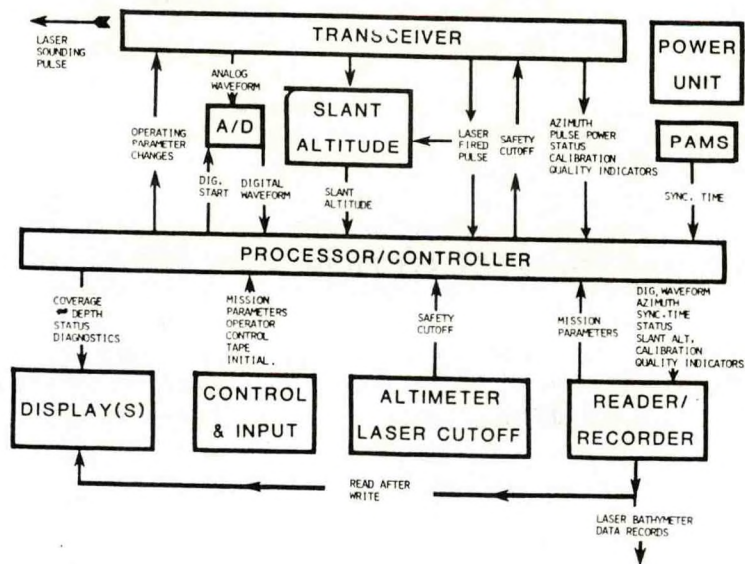 LASER
SOUNDING
PULSE
TRANSCEIVER
POWER
UNIT
ANALOG
WAVEFORM
A/D
SLANT
ALTITUDE
OPERATING
PARAMETER
CHANGES
LASER
FIRED
PULSE
SAFETY
CUTOFF
AZIMUTH
PULSE POWER
STATUS
CALIBRATION
QUALITY INDICATORS
PAMS
DIG.
START
DIGITAL
WAVEFORM
SLANT
ALTITUDE
SYNC. TIME
PROCESSOR/CONTROLLER
COVERAGE
≈ DEPTH
STATUS
DIAGNOSTICS
MISSION
PARAMETERS
OPERATOR
CONTROL
TAPE
INITIAL.
SAFETY
CUTOFF
MISSION
PARAMETERS
DIG,WAVEFORM
AZIMUTH
SYNC.TIME
STATUS
SLANT ALT.
CALIBRATION
QUALITY INDICATORS
DISPLAY(S)
CONTROL
& INPUT
ALTIMETER
LASER CUTOFF
READER/
RECORDER
READ AFTER
WRITE
LASER BATHYMETER
DATA RECORDS